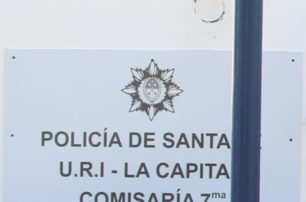 POLICÍA DE SANTA
U.R.I - LA CAPITA
COMISARÍA 7ma